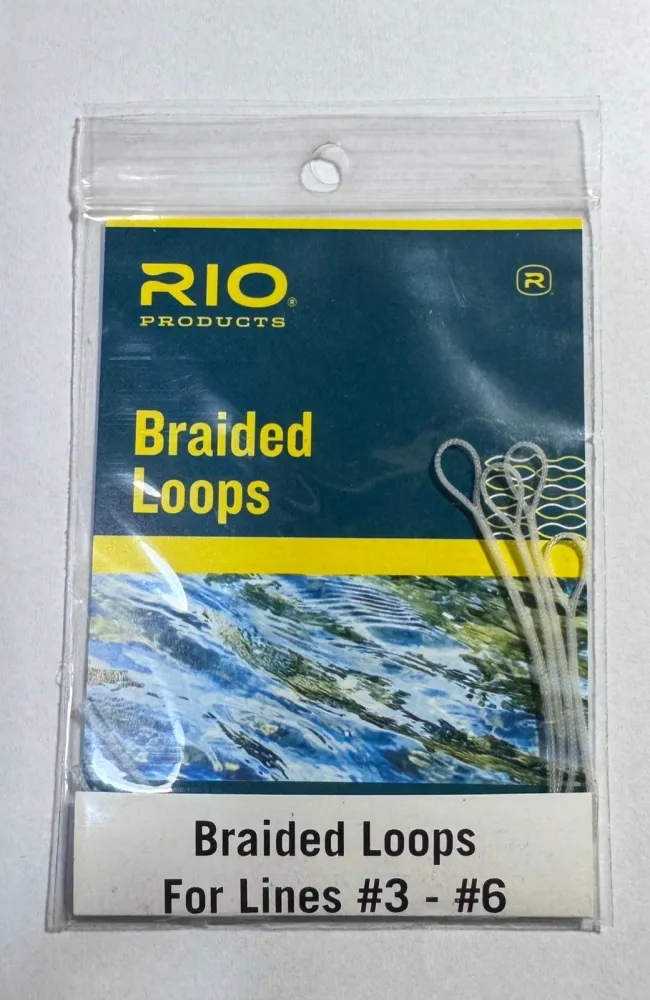 RIO®
PRODUCTS
R
Braided
Loops
Braided Loops
For Lines #3 - #6